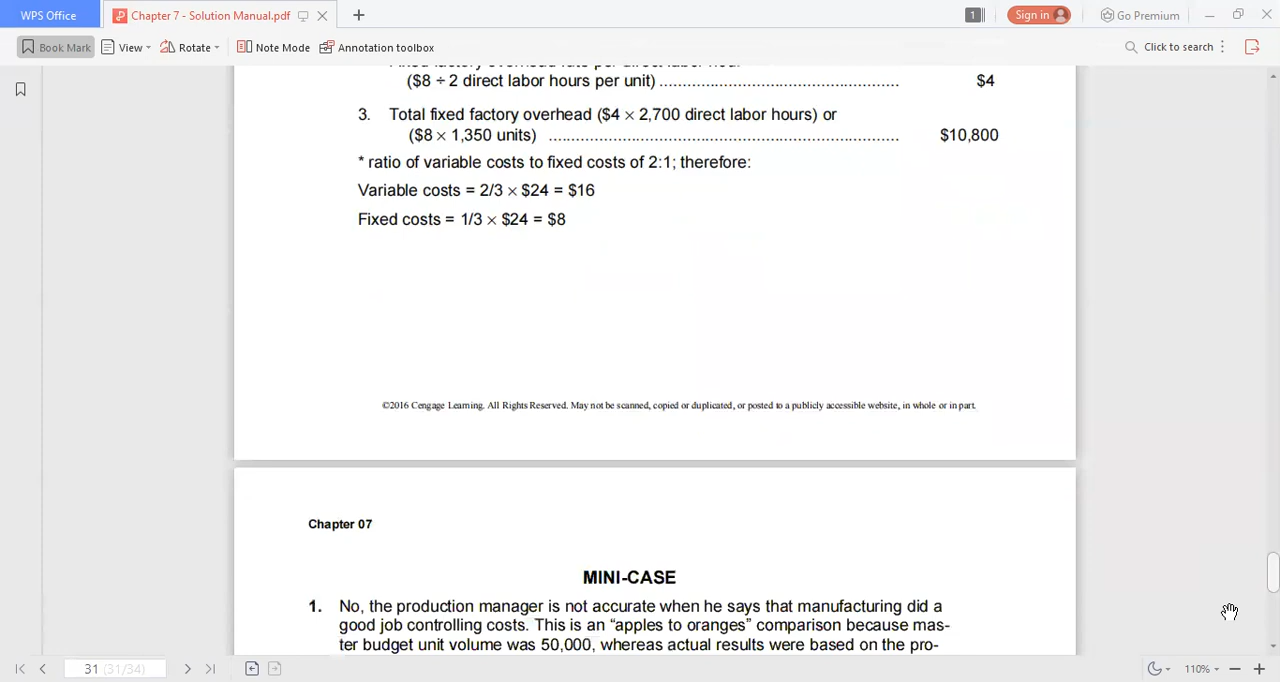 WPS Office
Chapter 7 - Solution Manual.pdf
1
Sign in
Go Premium
Book Mark
View
Rotate
Note Mode
Annotation toolbox
Click to search
($8 ÷ 2 direct labor hours per unit) .................................................... $4
3. Total fixed factory overhead ($4 × 2,700 direct labor hours) or
($8 × 1,350 units) ........................................................................ $10,800
* ratio of variable costs to fixed costs of 2:1; therefore:
Variable costs = 2/3 × $24 = $16
Fixed costs = 1/3 × $24 = $8
©2016 Cengage Learning. All Rights Reserved. May not be scanned, copied or duplicated, or posted to a publicly accessible website, in whole or in part.
Chapter 07
MINI-CASE
1. No, the production manager is not accurate when he says that manufacturing did a
good job controlling costs. This is an “apples to oranges” comparison because mas-
ter budget unit volume was 50,000, whereas actual results were based on the pro-
31 (31/34)
110%